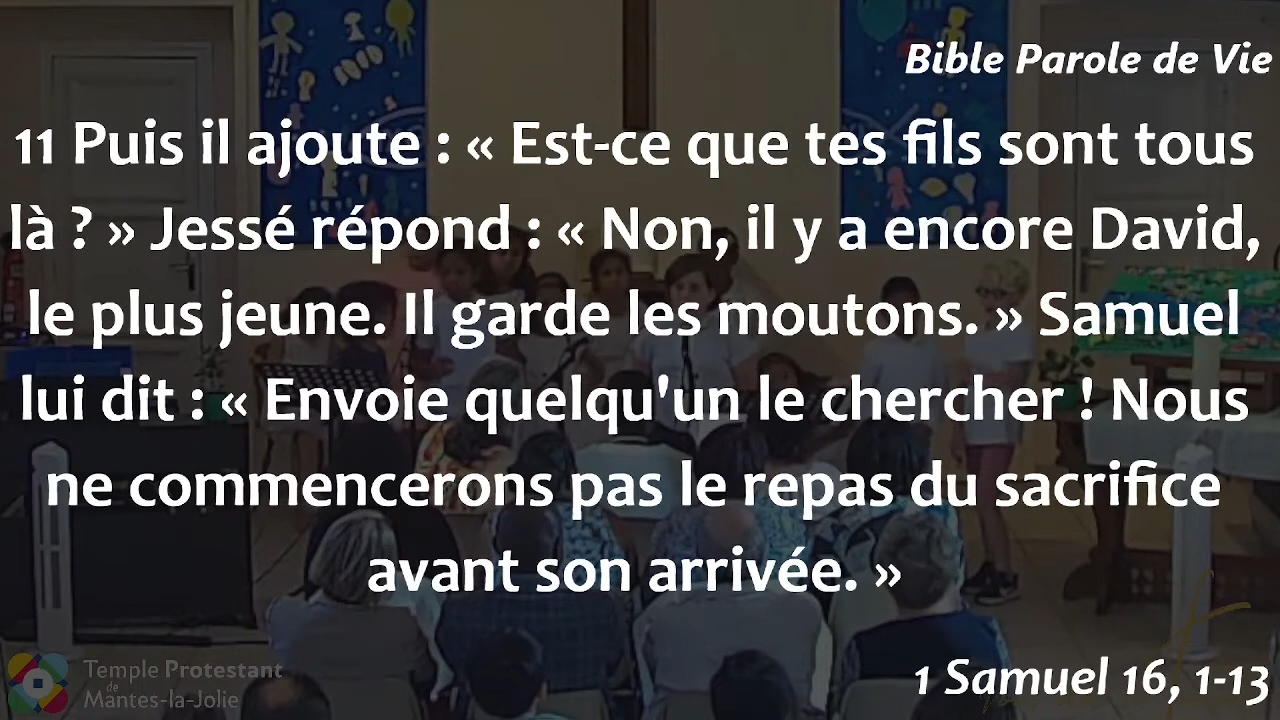 Bible Parole de Vie
11 Puis il ajoute : « Est-ce que tes fils sont tous
là ? » Jessé répond : « Non, il y a encore David,
le plus jeune. Il garde les moutons. » Samuel
lui dit : « Envoie quelqu'un le chercher ! Nous
ne commencerons pas le repas du sacrifice
avant son arrivée. »
1 Samuel 16, 1-13
Temple Protestant
de
Mantes-la-Jolie